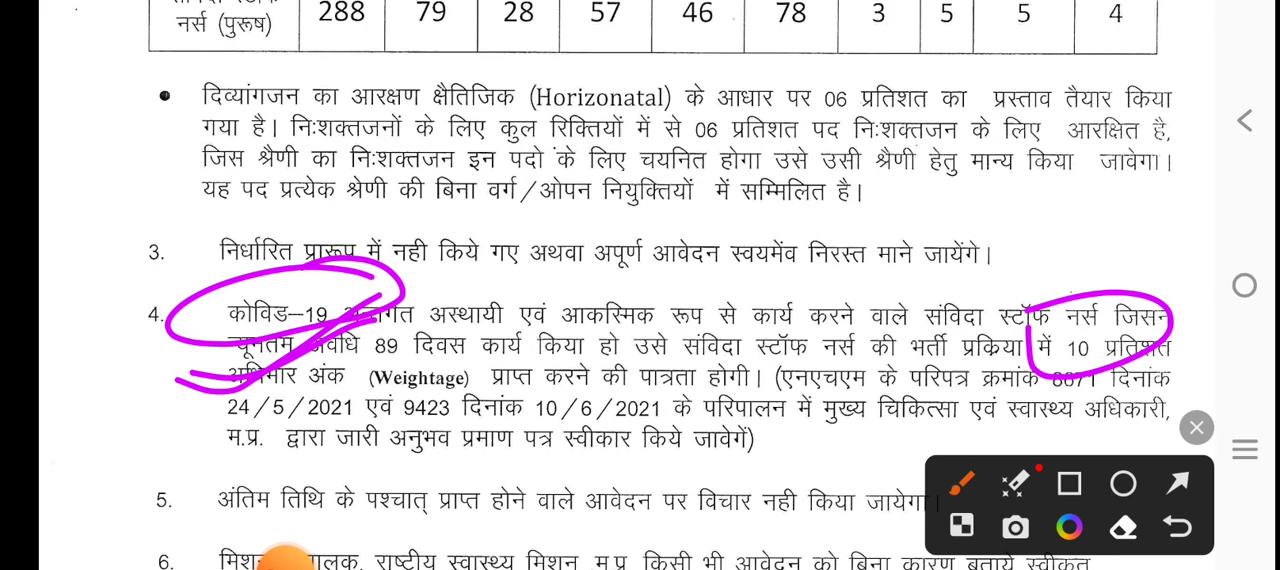 नर्स (पुरूष) 288 79 28 57 46 78 3 5 5 4
• दिव्यांगजन का आरक्षण क्षैतिजिक (Horizonatal) के आधार पर 06 प्रतिशत का प्रस्ताव तैयार किया
गया है। निःशक्तजनों के लिए कुल रिक्तियों में से 06 प्रतिशत पद निःशक्तजन के लिए आरक्षित है,
जिस श्रैणी का निःशक्तजन इन पदो के लिए चयनित होगा उसे उसी श्रैणी हेतु मान्य किया जावेगा।
यह पद प्रत्येक श्रेणी की बिना वर्ग/ओपन नियुक्तियों में सम्मिलित है।
3. निर्धारित प्रारूप में नही किये गए अथवा अपूर्ण आवेदन स्वयमेंव निरस्त माने जायेंगे।
4. कोविड–19 अन्तर्गत अस्थायी एवं आकस्मिक रूप से कार्य करने वाले संविदा स्टॉफ नर्स जिसने
न्यूनतम अवधि 89 दिवस कार्य किया हो उसे संविदा स्टॉफ नर्स की भर्ती प्रक्रिया में 10 प्रतिशत
अधिभार अंक (Weightage) प्राप्त करने की पात्रता होगी। (एनएचएम के परिपत्र क्रमांक दिनांक
24/5/2021 एवं 9423 दिनांक 10/6/2021 के परिपालन में मुख्य चिकित्सा एवं स्वास्थ्य अधिकारी,
म.प्र. द्वारा जारी अनुभव प्रमाण पत्र स्वीकार किये जावेगें)
5. अंतिम तिथि के पश्चात् प्राप्त होने वाले आवेदन पर विचार नही किया जायेगा।
6. राष्ट्रीय स्वास्थ्य मिशन म.प्र. किसी भी आवेदन को बिना कारण बताये स्वीकृत